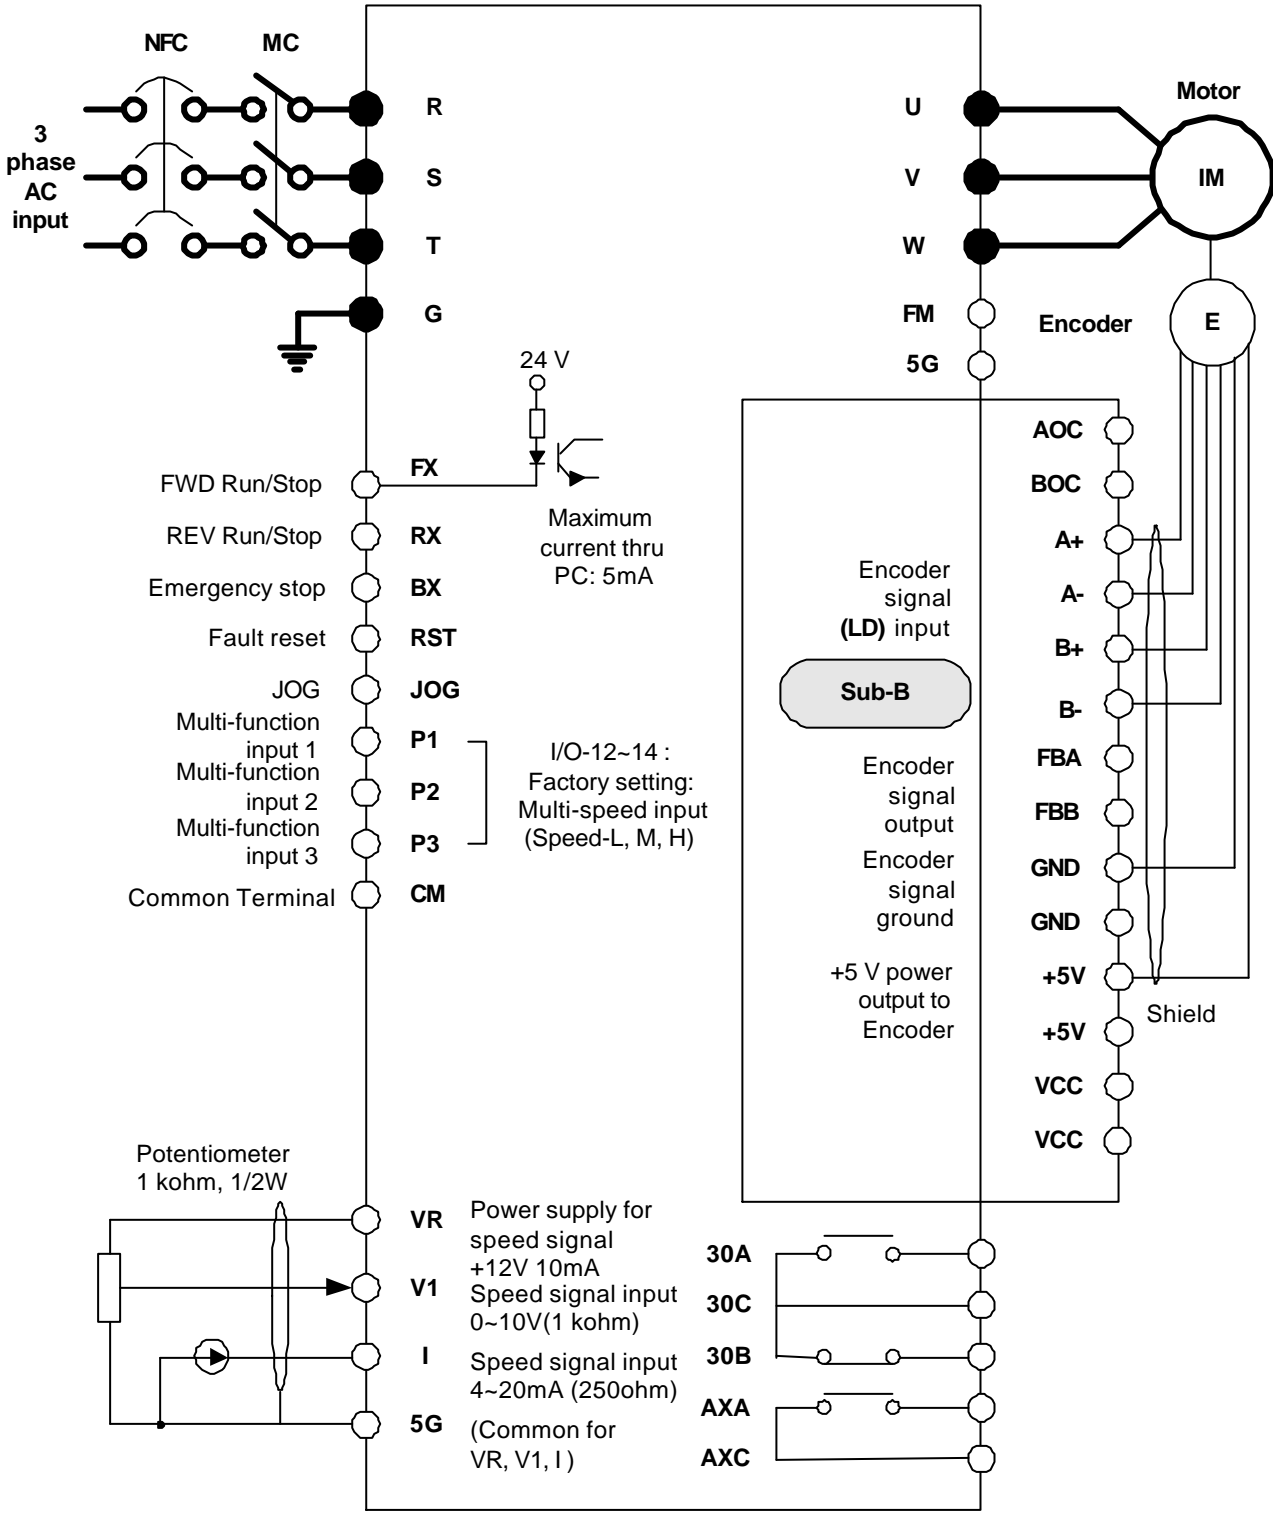 NFC
MC
3
phase
AC
input
R
S
T
G
U
V
W
FM
5G
Motor
IM
Encoder
E
24 V
FWD Run/Stop
FX
REV Run/Stop
RX
Emergency stop
BX
Fault reset
RST
JOG
JOG
Multi-function
input 1
P1
Multi-function
input 2
P2
Multi-function
input 3
P3
Common Terminal
CM
Maximum
current thru
PC: 5mA
I/O-12~14 :
Factory setting:
Multi-speed input
(Speed-L, M, H)
Encoder
signal
(LD) input
Sub-B
Encoder
signal
output
Encoder
signal
ground
+5 V power
output to
Encoder
AOC
BOC
A+
A-
B+
B-
FBA
FBB
GND
GND
+5V
+5V
VCC
VCC
Shield
Potentiometer
1 kohm, 1/2W
VR
Power supply for
speed signal
+12V 10mA
V1
Speed signal input
0~10V(1 kohm)
I
Speed signal input
4~20mA (250ohm)
5G
(Common for
VR, V1, I )
30A
30C
30B
AXA
AXC